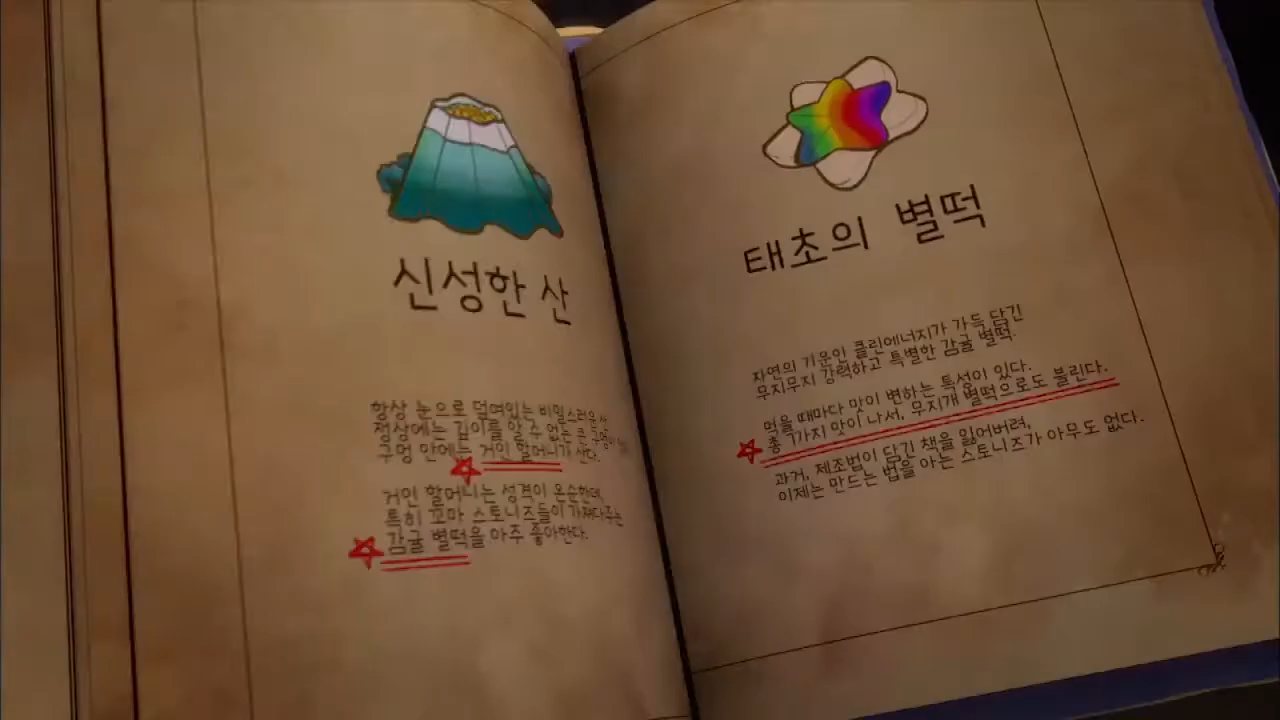 신성한 산
항상 눈으로 덮여있는 비밀스러운 산
정상에는 깊이를 알 수 없는 큰 구멍이
구멍 안에는 거인 할머니가 산다.
거인 할머니는 성격이 온순한데,
특히 꼬마 스토니즈들이 가져다주는
감귤 별떡을 아주 좋아한다.
태초의 별떡
자연의 기운인 클린에너지가 가득 담긴
무지무지 강력하고 특별한 감귤 별떡.
먹을 때마다 맛이 변하는 특성이 있다.
총 7가지 맛이 나서, 무지개 별떡으로도 불린다.
과거, 제조법이 담긴 책을 잃어버려,
이제는 만드는 법을 아는 스토니즈가 아무도 없다.